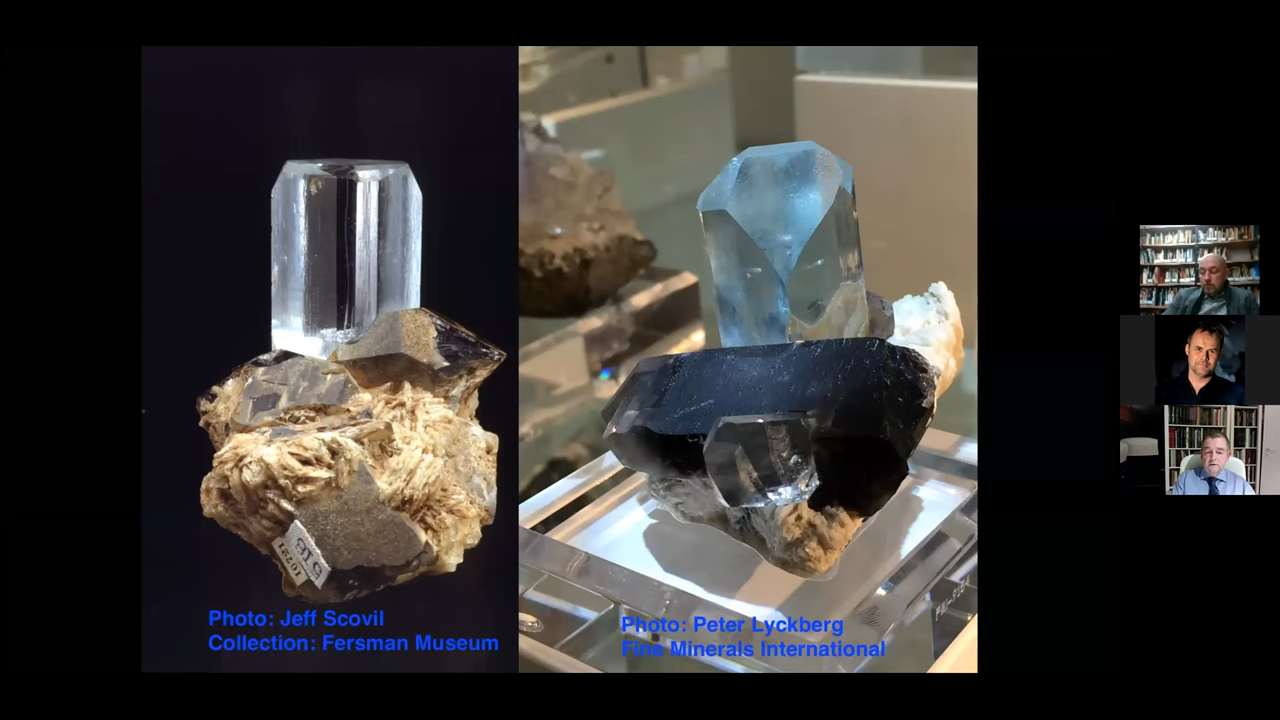 Photo: Jeff Scovil
Collection: Fersman Museum
Photo: Peter Lyckberg
Fine Minerals International